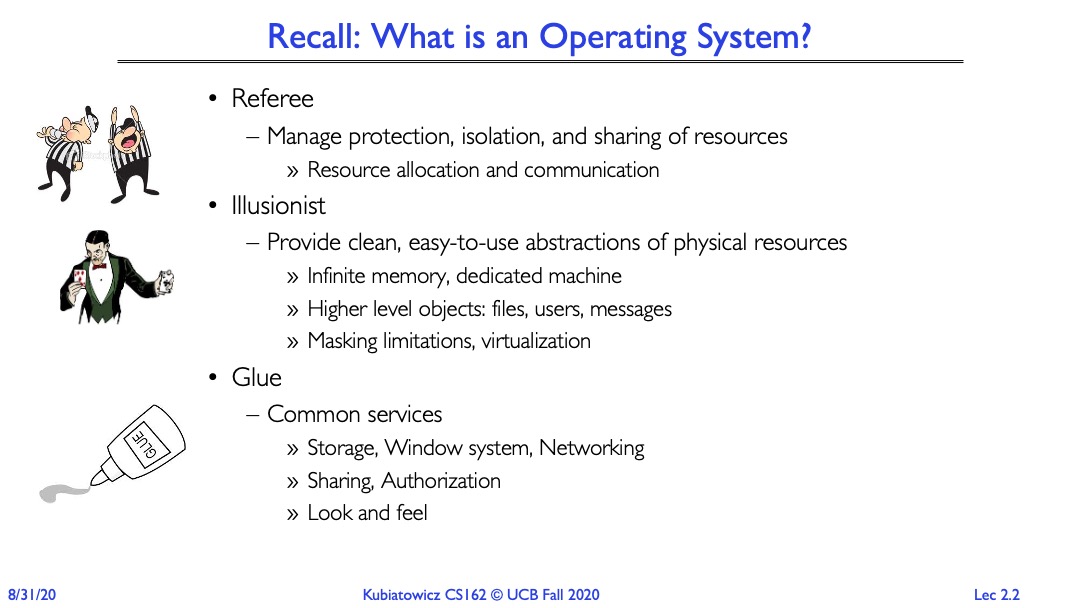 Recall: What is an Operating System?
• Referee
– Manage protection, isolation, and sharing of resources
» Resource allocation and communication
• Illusionist
– Provide clean, easy-to-use abstractions of physical resources
» Infinite memory, dedicated machine
» Higher level objects: files, users, messages
» Masking limitations, virtualization
• Glue
– Common services
» Storage, Window system, Networking
» Sharing, Authorization
» Look and feel
GLUE
8/31/20
Kubiatowicz CS162 © UCB Fall 2020
Lec 2.2